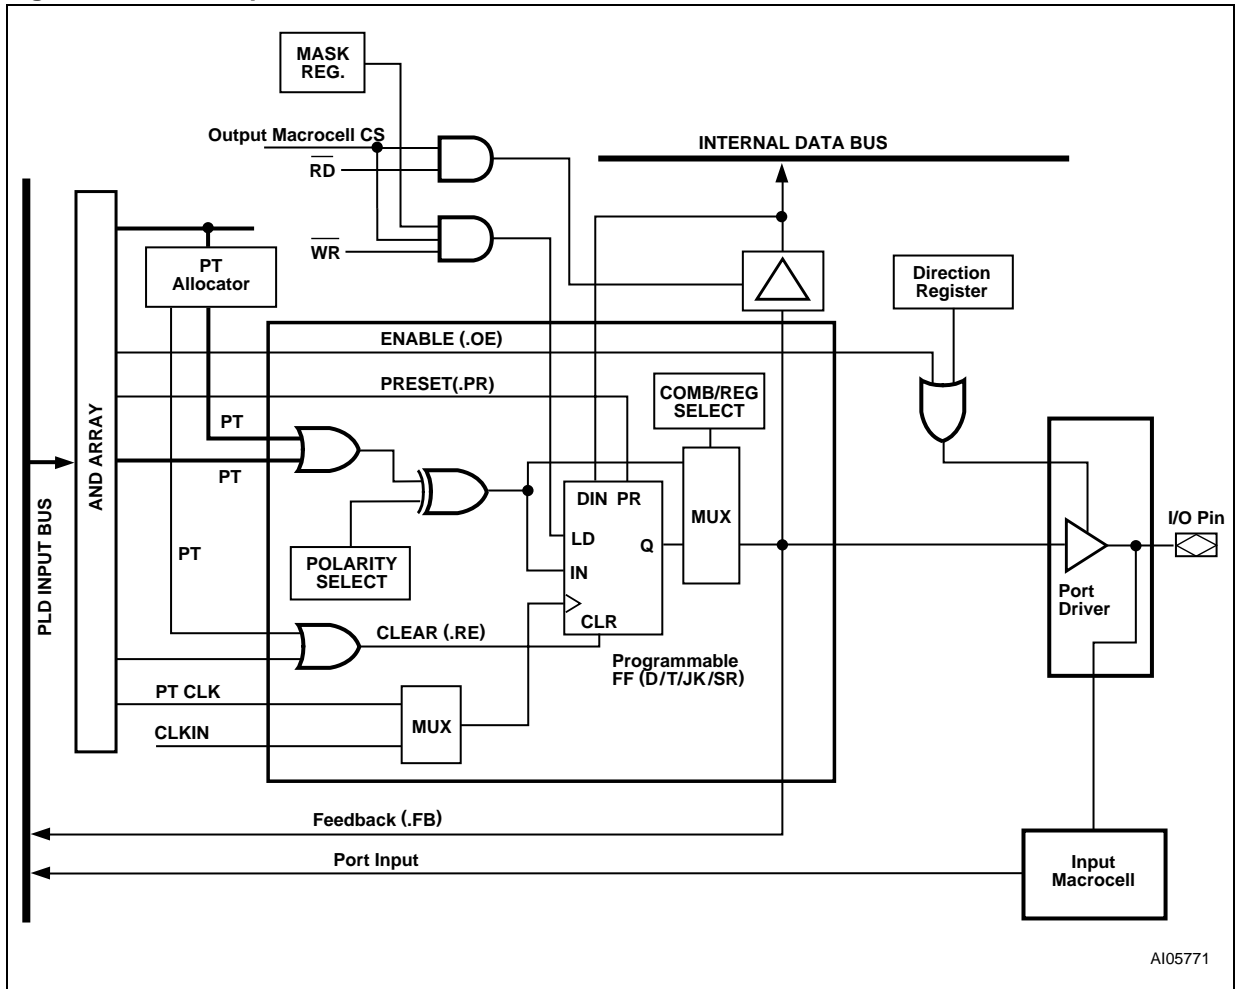 MASK
REG.
Output Macrocell CS
RD
WR
INTERNAL DATA BUS
PT
Allocator
Direction
Register
ENABLE (.OE)
PRESET(.PR)
COMB/REG
SELECT
PT
PT
AND ARRAY
PLD INPUT BUS
DIN PR
MUX
LD
Q
IN
CLR
POLARITY
SELECT
PT
I/O Pin
Port
Driver
CLEAR (.RE)
Programmable
FF (D/T/JK/SR)
PT CLK
MUX
CLKIN
Feedback (.FB)
Port Input
Input
Macrocell
AI05771